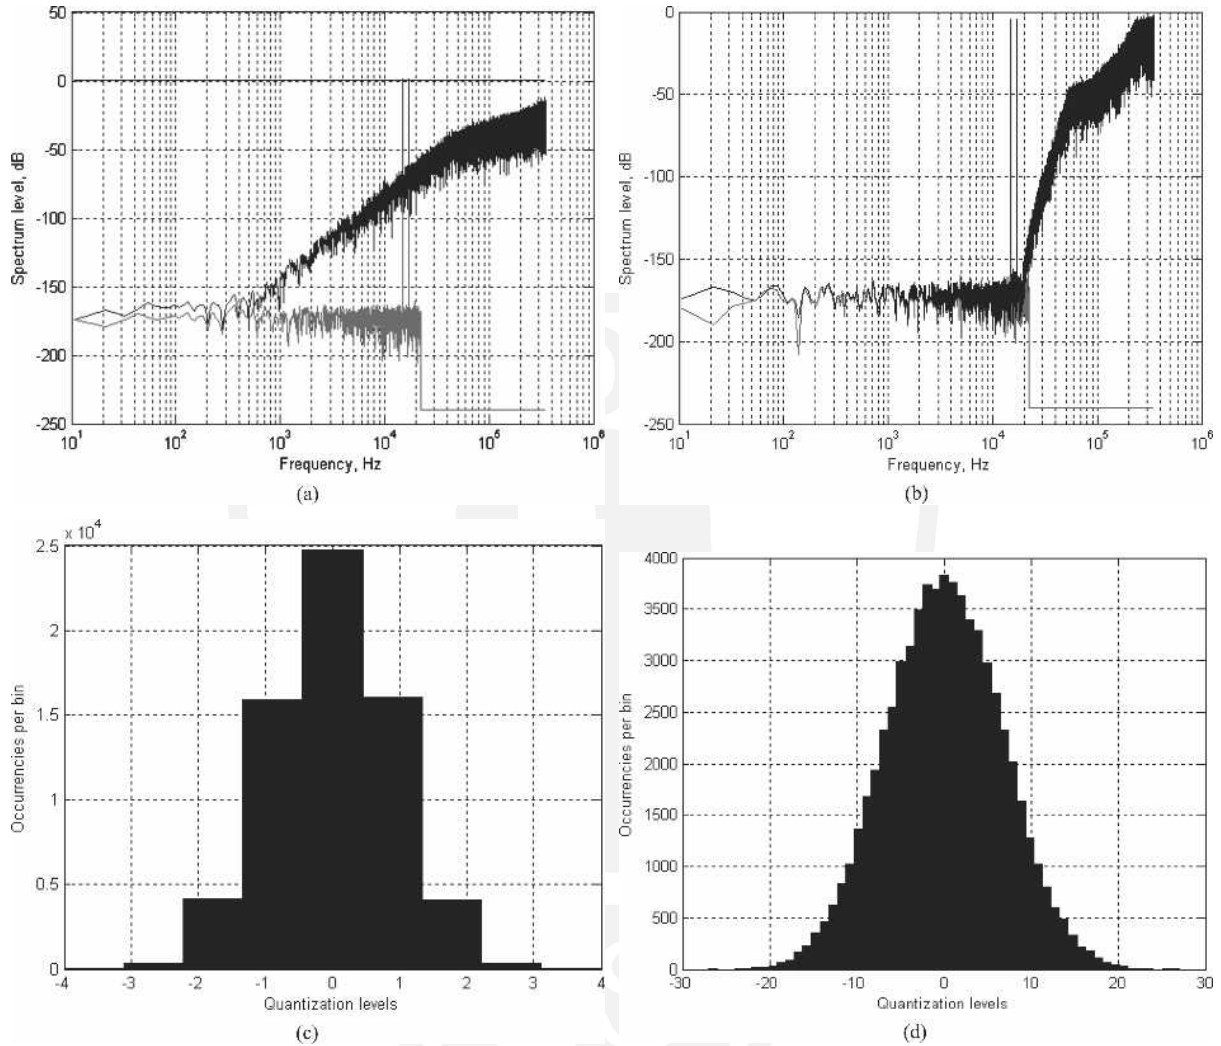 50
0
-50
-100
-150
-200
-250
10^1 10^2 10^3 10^4 10^5 10^6
Spectrum level, dB
Frequency, Hz
(a)
0
-50
-100
-150
-200
-250
10^1 10^2 10^3 10^4 10^5 10^6
Spectrum level, dB
Frequency, Hz
(b)
x 10^4
2.5
2
1.5
1
0.5
0
-4 -3 -2 -1 0 1 2 3 4
Occurrencies per bin
Quantization levels
(c)
4000
3500
3000
2500
2000
1500
1000
500
0
-30 -20 -10 0 10 20 30
Occurrencies per bin
Quantization levels
(d)